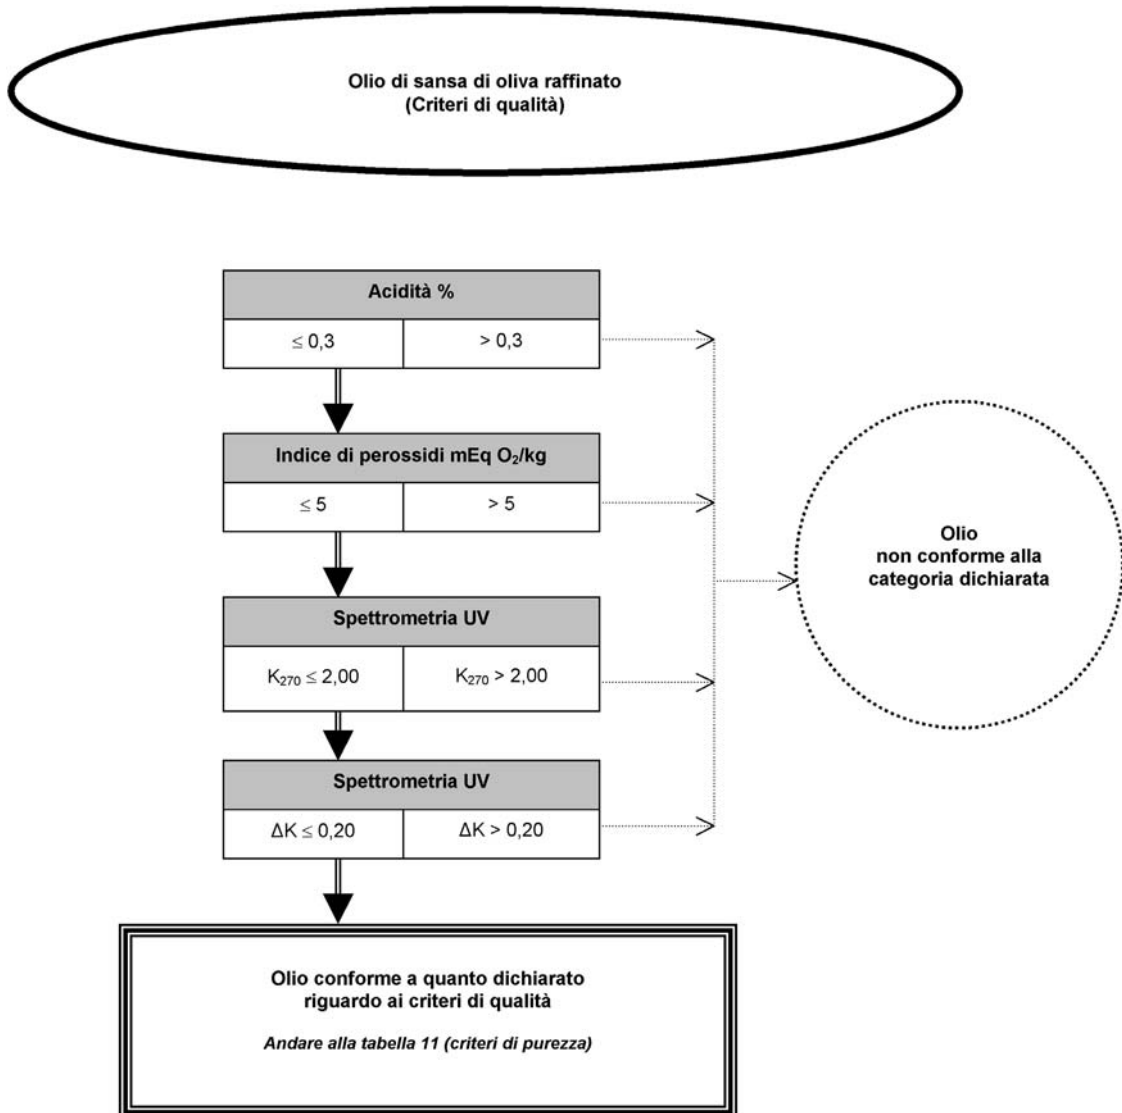 Olio di sansa di oliva raffinato
(Criteri di qualità)
Acidità %
≤ 0,3
> 0,3
Indice di perossidi mEq O₂/kg
≤ 5
> 5
Olio
non conforme alla
categoria dichiarata
Spettrometria UV
K₂₇₀ ≤ 2,00
K₂₇₀ > 2,00
Spettrometria UV
ΔK ≤ 0,20
ΔK > 0,20
Olio conforme a quanto dichiarato
riguardo ai criteri di qualità
Andare alla tabella 11 (criteri di purezza)